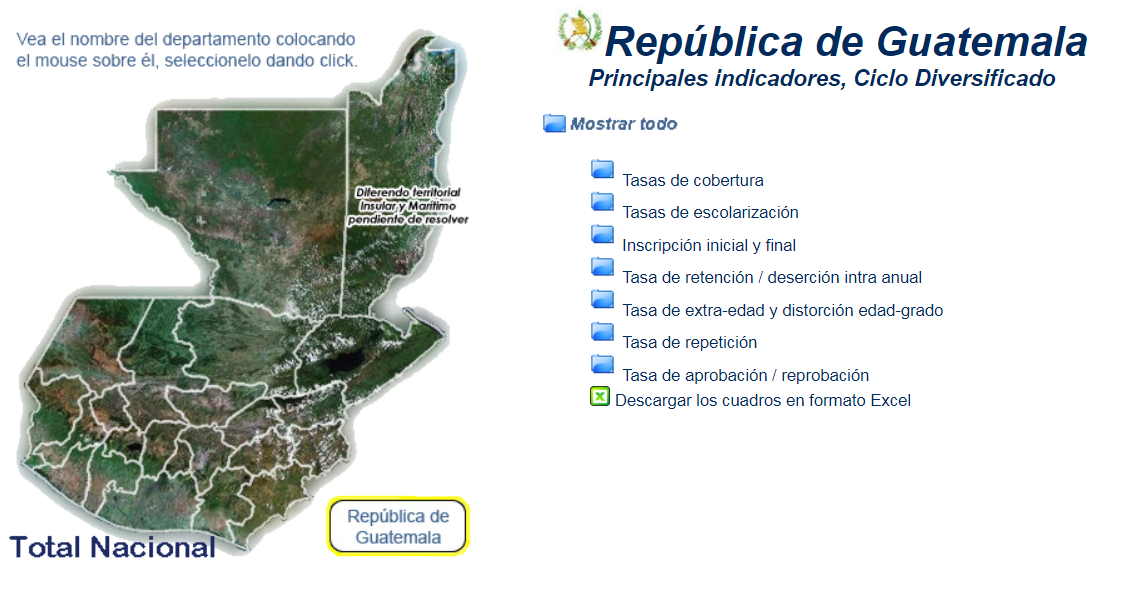 Vea el nombre del departamento colocando
el mouse sobre él, seleccionelo dando click.
Diferendo territorial
Insular y Marítimo
pendiente de resolver
República de
Guatemala
Total Nacional
República de Guatemala
Principales indicadores, Ciclo Diversificado
Mostrar todo
Tasas de cobertura
Tasas de escolarización
Inscripción inicial y final
Tasa de retención / deserción intra anual
Tasa de extra-edad y distorción edad-grado
Tasa de repetición
Tasa de aprobación / reprobación
Descargar los cuadros en formato Excel